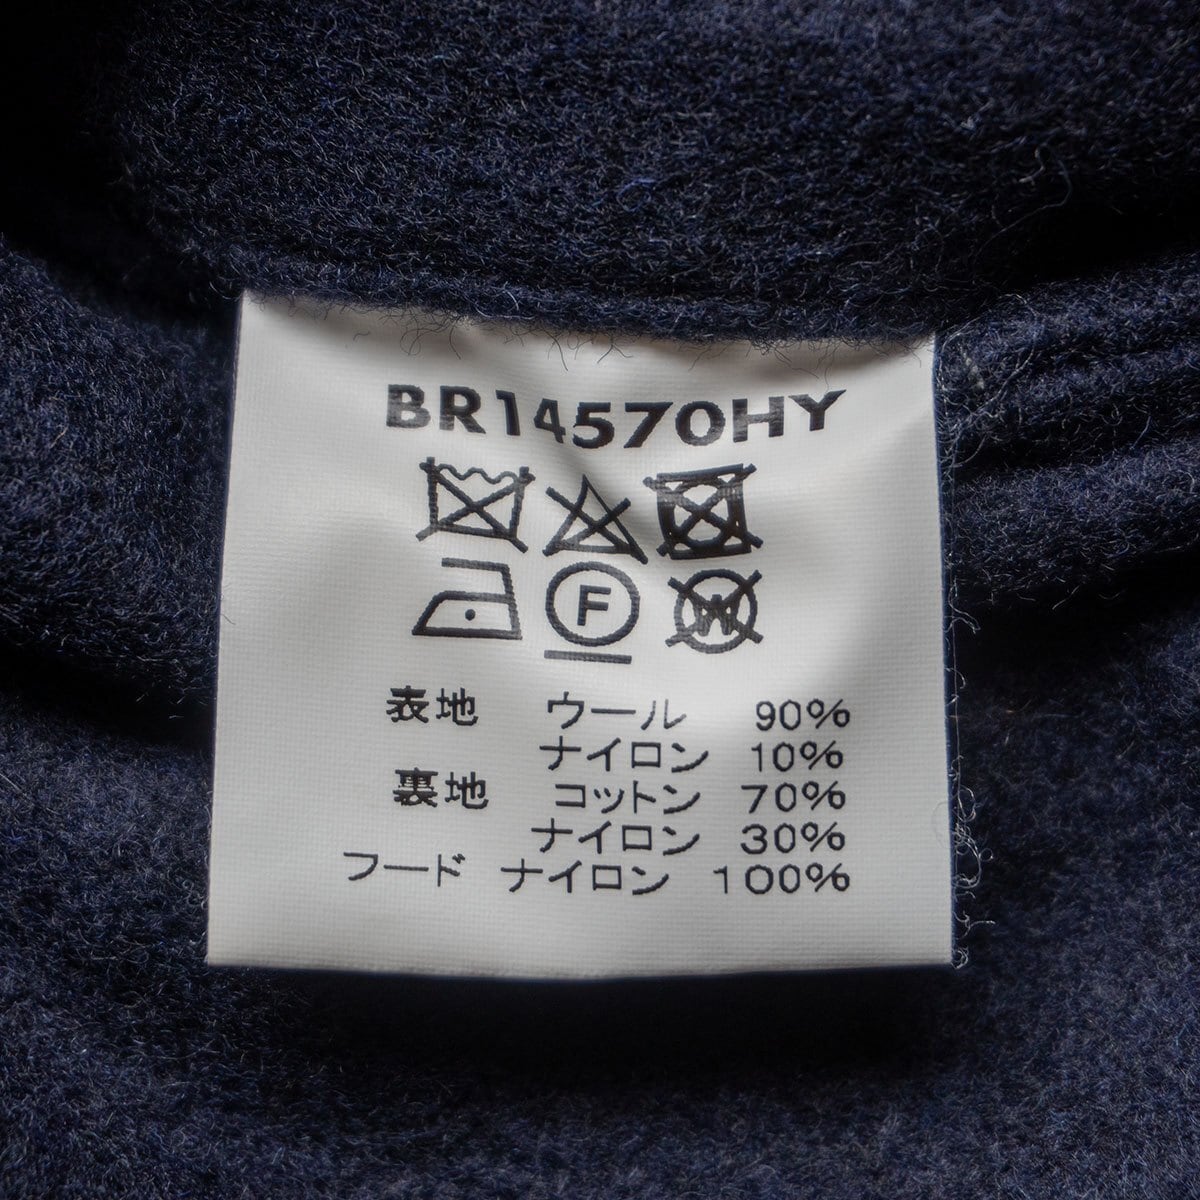 BR14570HY
F
W
表地 ウール 90%
ナイロン 10%
裏地 コットン 70%
ナイロン 30%
フード ナイロン 100%